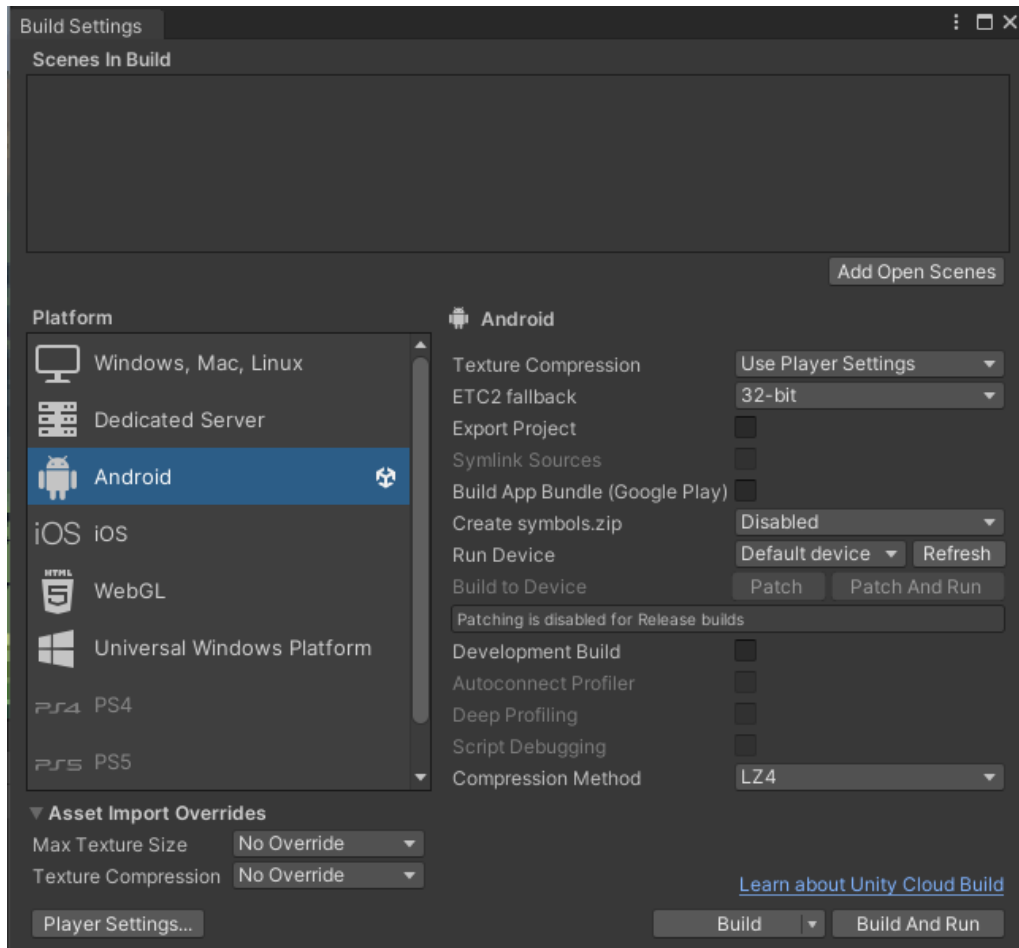 Build Settings
Scenes In Build
Add Open Scenes
Platform
Windows, Mac, Linux
Dedicated Server
Android
iOS iOS
HTML 5 WebGL
Universal Windows Platform
PS4 PS4
PS5 PS5
Android
Texture Compression Use Player Settings
ETC2 fallback 32-bit
Export Project
Symlink Sources
Build App Bundle (Google Play)
Create symbols.zip Disabled
Run Device Default device Refresh
Build to Device Patch Patch And Run
Patching is disabled for Release builds
Development Build
Autoconnect Profiler
Deep Profiling
Script Debugging
Compression Method LZ4
Asset Import Overrides
Max Texture Size No Override
Texture Compression No Override
Learn about Unity Cloud Build
Player Settings... Build Build And Run